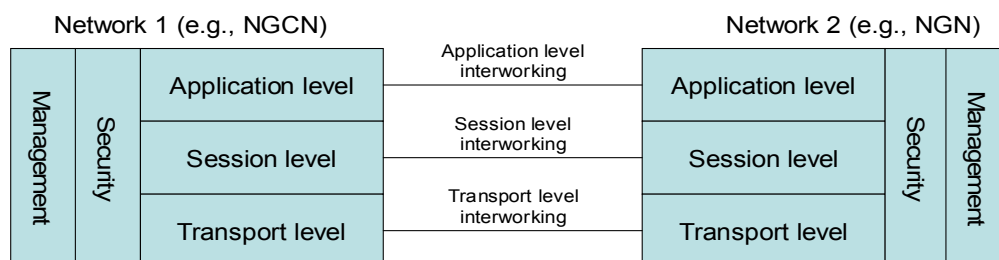 Network 1 (e.g., NGCN)
Network 2 (e.g., NGN)
Management
Security
Application level
Session level
Transport level
Application level
interworking
Session level
interworking
Transport level
interworking
Application level
Session level
Transport level
Security
Management